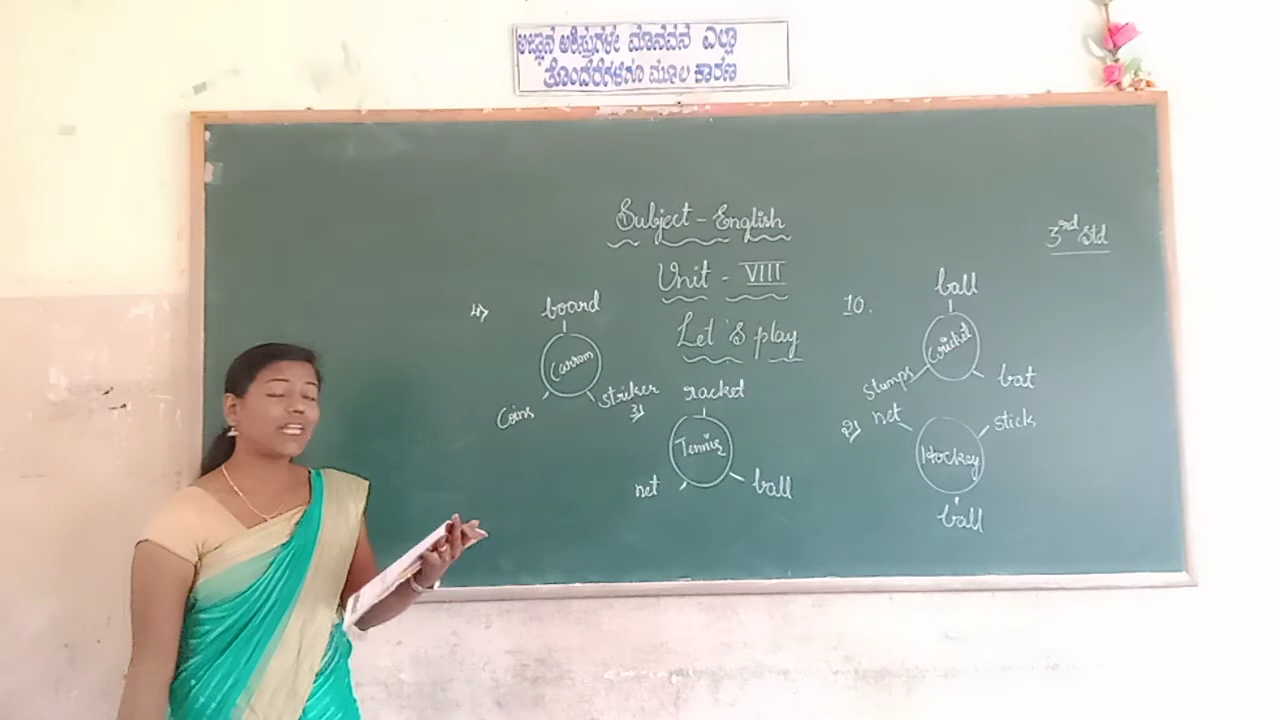 ಅಜ್ಞಾನ ಅಶಿಸ್ತುಗಳೇ ಮಾನವನ ಎಲ್ಲಾ
ತೊಂದರೆಗಳಿಗೂ ಮೂಲ ಕಾರಣ
Subject - English
3rd Std
Unit - VIII
Let's play
board
Carrom
Coins
striker
racket
Tennis
net
ball
10.
ball
Cricket
stumps
bat
net
stick
Hockey
ball